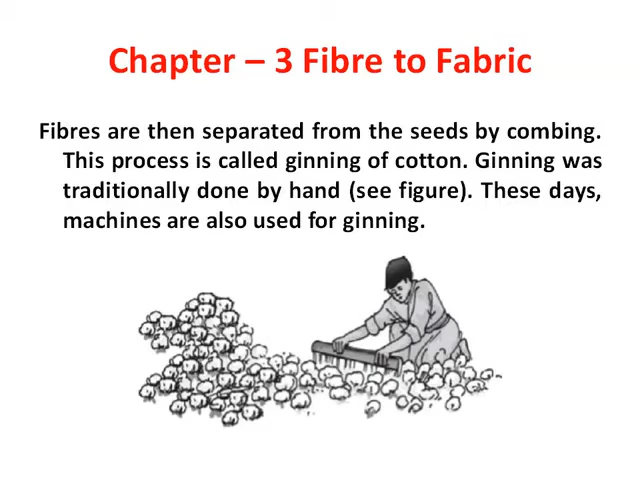 Chapter – 3 Fibre to Fabric
Fibres are then separated from the seeds by combing.
This process is called ginning of cotton. Ginning was
traditionally done by hand (see figure). These days,
machines are also used for ginning.